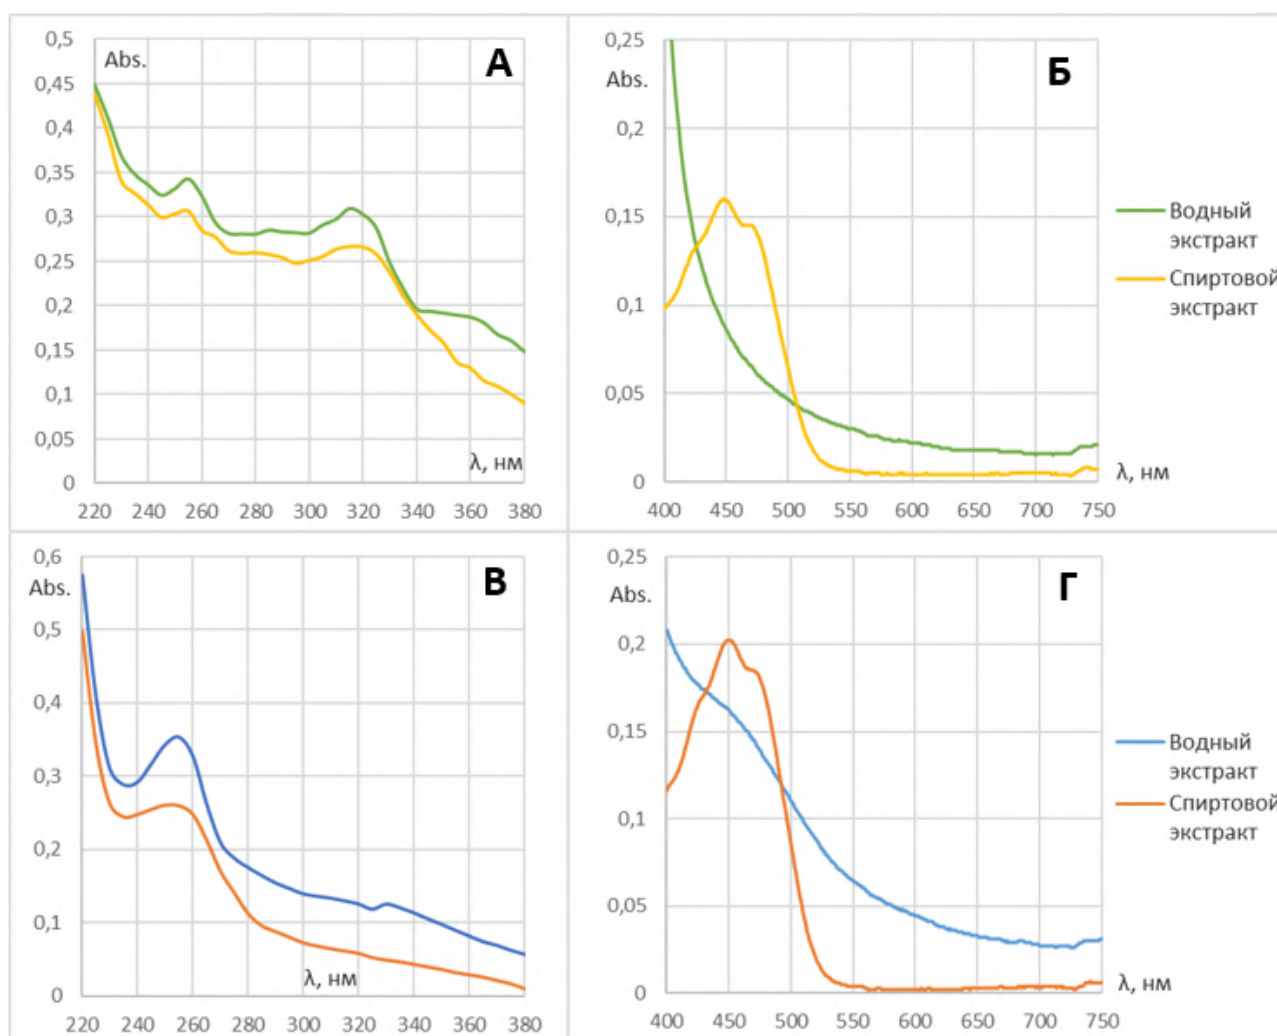 0,5
Abs.
А
0,45
0,4
0,35
0,3
0,25
0,2
0,15
0,1
0,05
λ, нм
0
220 240 260 280 300 320 340 360 380
0,25
Abs.
Б
0,2
0,15
0,1
0,05
λ, нм
0
400 450 500 550 600 650 700 750
Водный
экстракт
Спиртовой
экстракт
0,6
Abs.
В
0,5
0,4
0,3
0,2
0,1
λ, нм
0
220 240 260 280 300 320 340 360 380
0,25
Abs.
Г
0,2
0,15
0,1
0,05
λ, нм
0
400 450 500 550 600 650 700 750
Водный
экстракт
Спиртовой
экстракт